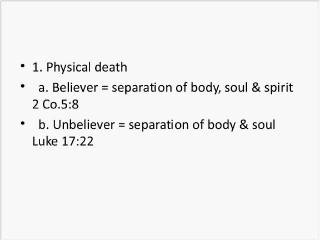 • 1. Physical death
• a. Believer = separation of body, soul & spirit
2 Co.5:8
• b. Unbeliever = separation of body & soul
Luke 17:22